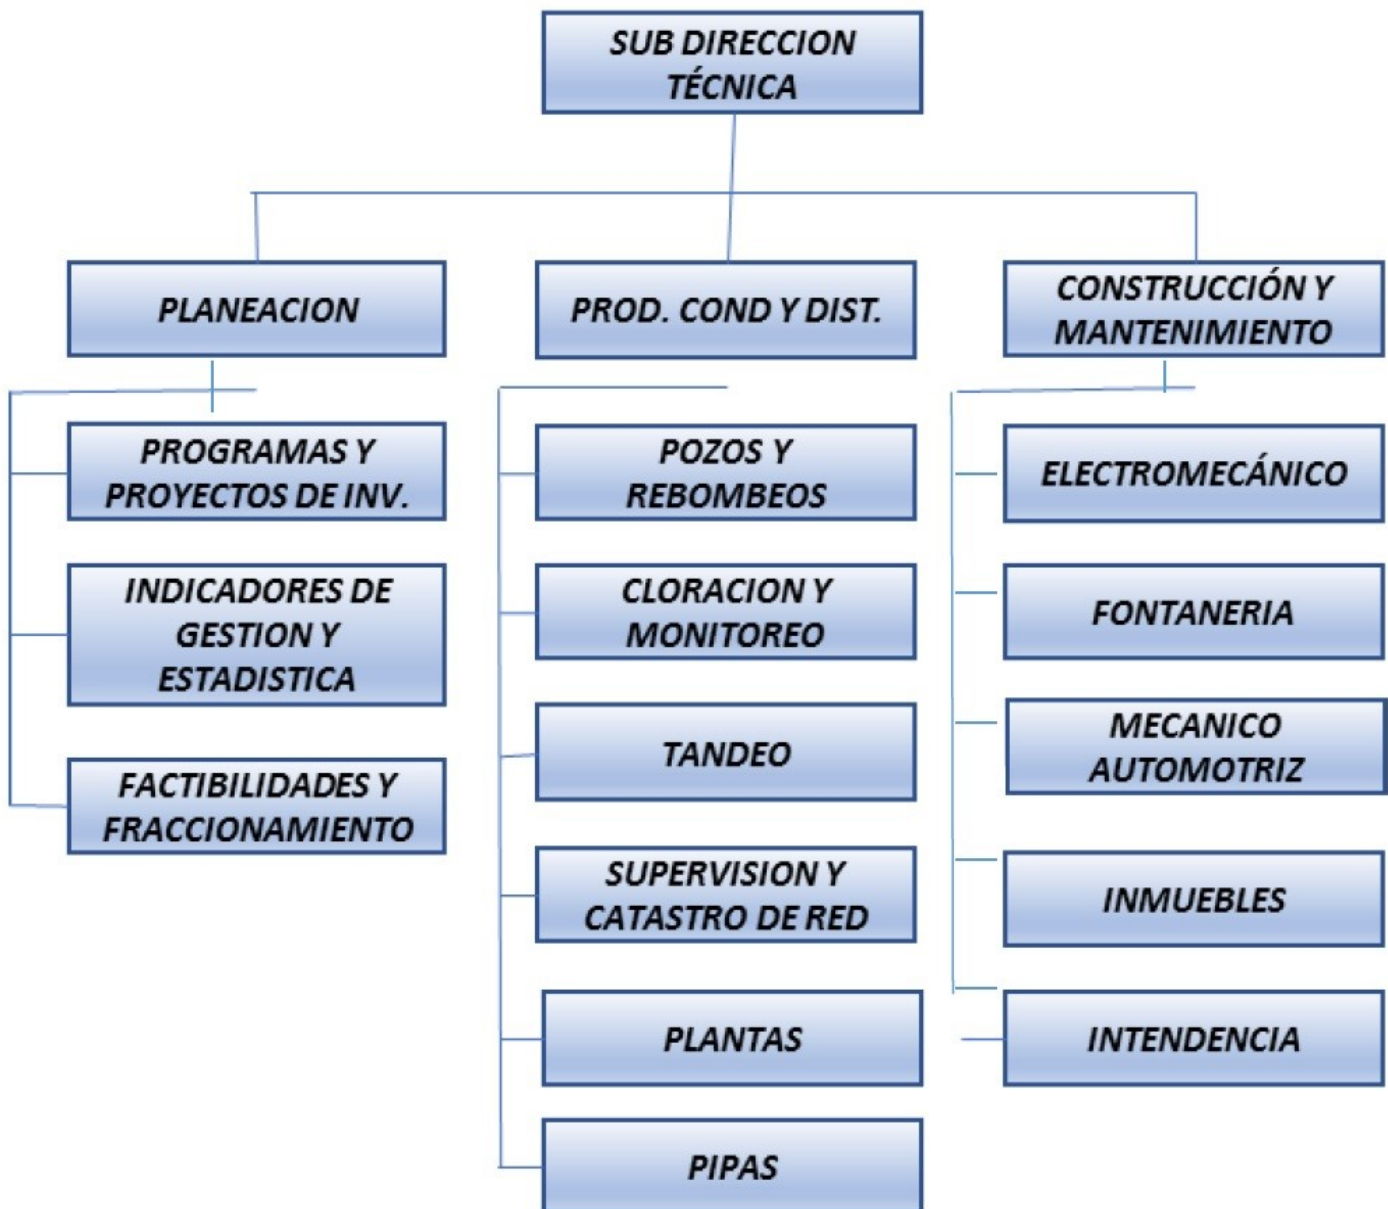 SUB DIRECCION
TÉCNICA
PLANEACION
PROD. COND Y DIST.
CONSTRUCCIÓN Y
MANTENIMIENTO
PROGRAMAS Y
PROYECTOS DE INV.
INDICADORES DE
GESTION Y
ESTADISTICA
FACTIBILIDADES Y
FRACCIONAMIENTO
POZOS Y
REBOMBEOS
CLORACION Y
MONITOREO
TANDEO
SUPERVISION Y
CATASTRO DE RED
PLANTAS
PIPAS
ELECTROMECÁNICO
FONTANERIA
MECANICO
AUTOMOTRIZ
INMUEBLES
INTENDENCIA